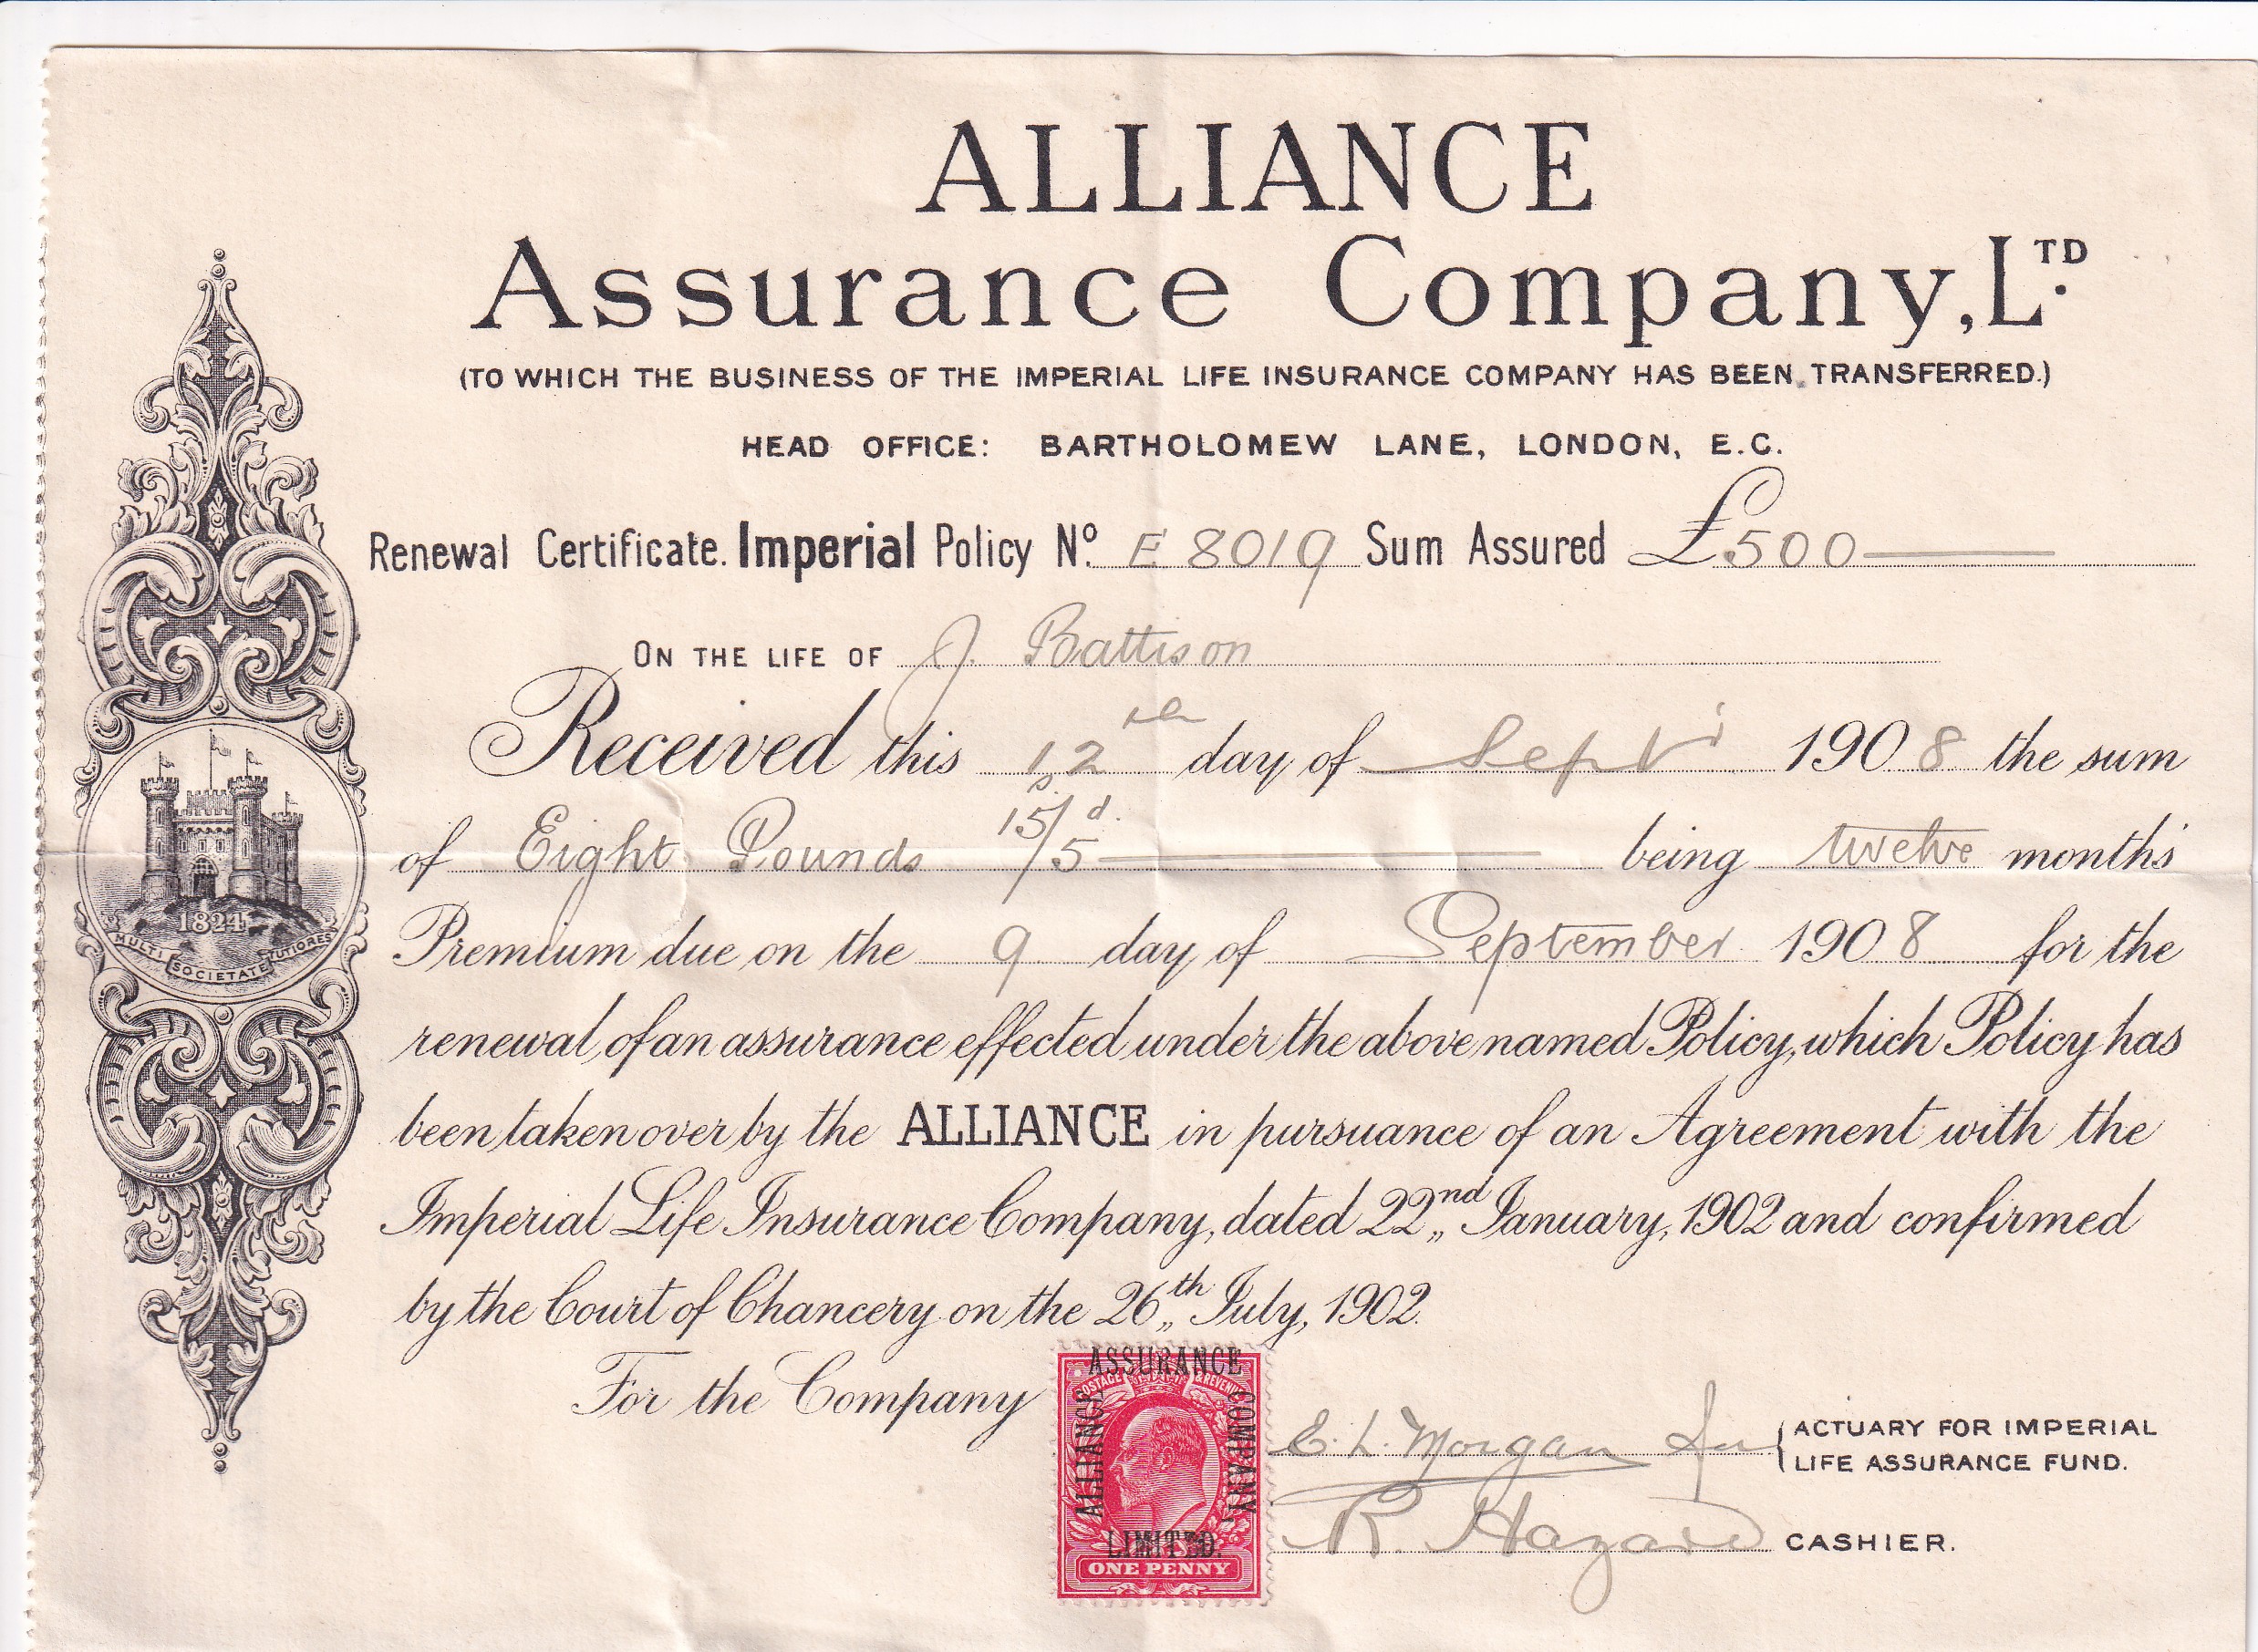 ALLIANCE
Assurance Company, LTD.
(TO WHICH THE BUSINESS OF THE IMPERIAL LIFE INSURANCE COMPANY HAS BEEN TRANSFERRED.)
HEAD OFFICE: BARTHOLOMEW LANE, LONDON, E.C.
Renewal Certificate. Imperial Policy No. E 8019 Sum Assured £500
ON THE LIFE OF J. Battison
Received this 12th day of Sept 1908 the sum
of Eight Pounds 15s/5d. being twelve months'
Premium due on the 9 day of September 1908 for the
renewal, of an assurance effected under the above named Policy, which Policy has
been taken over by the ALLIANCE in pursuance of an Agreement with the
Imperial Life Insurance Company, dated 22nd January, 1902 and confirmed
by the Court of Chancery on the 26th July, 1902.
For the Company
E. L. Morgan for ACTUARY FOR IMPERIAL
LIFE ASSURANCE FUND.
R. Hazard CASHIER.
1824
MULTI SOCIETATE TUTIORES
POSTAGE & REVENUE
ALLIANCE ASSURANCE COMPANY, LIMITED.
ONE PENNY